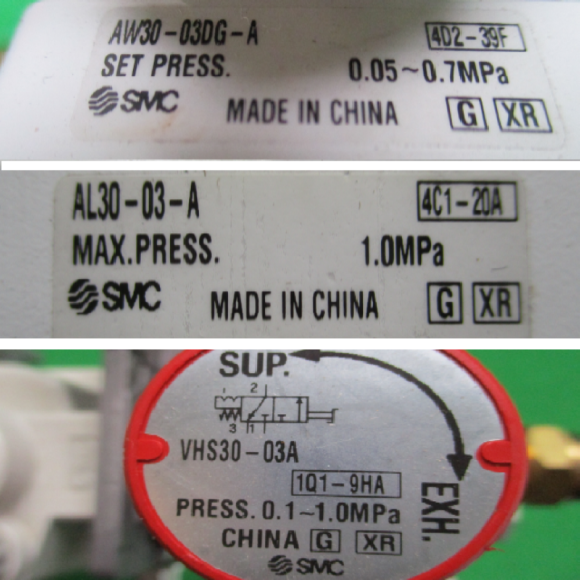 AW30-03DG-A 4D2-39F
SET PRESS. 0.05~0.7MPa
SMC MADE IN CHINA G XR
AL30-03-A 4C1-20A
MAX.PRESS. 1.0MPa
SMC MADE IN CHINA G XR
SUP.
2
3 1
VHS30-03A
1Q1-9HA
PRESS. 0.1~1.0MPa
EXH.
CHINA G XR
SMC